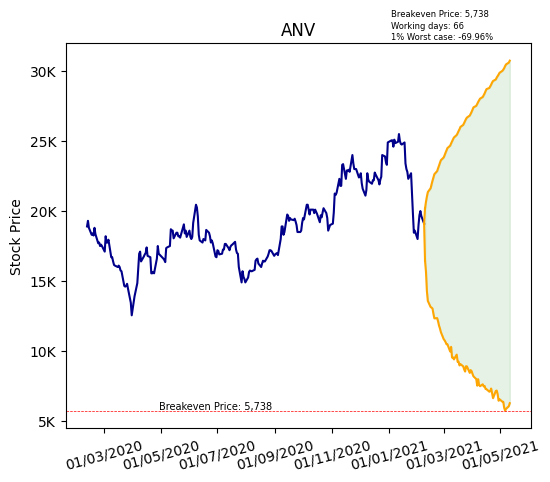 Breakeven Price: 5,738
Working days: 66
1% Worst case: -69.96%
ANV
Stock Price
30K
25K
20K
15K
10K
5K
Breakeven Price: 5,738
01/03/2020
01/05/2020
01/07/2020
01/09/2020
01/11/2020
01/01/2021
01/03/2021
01/05/2021